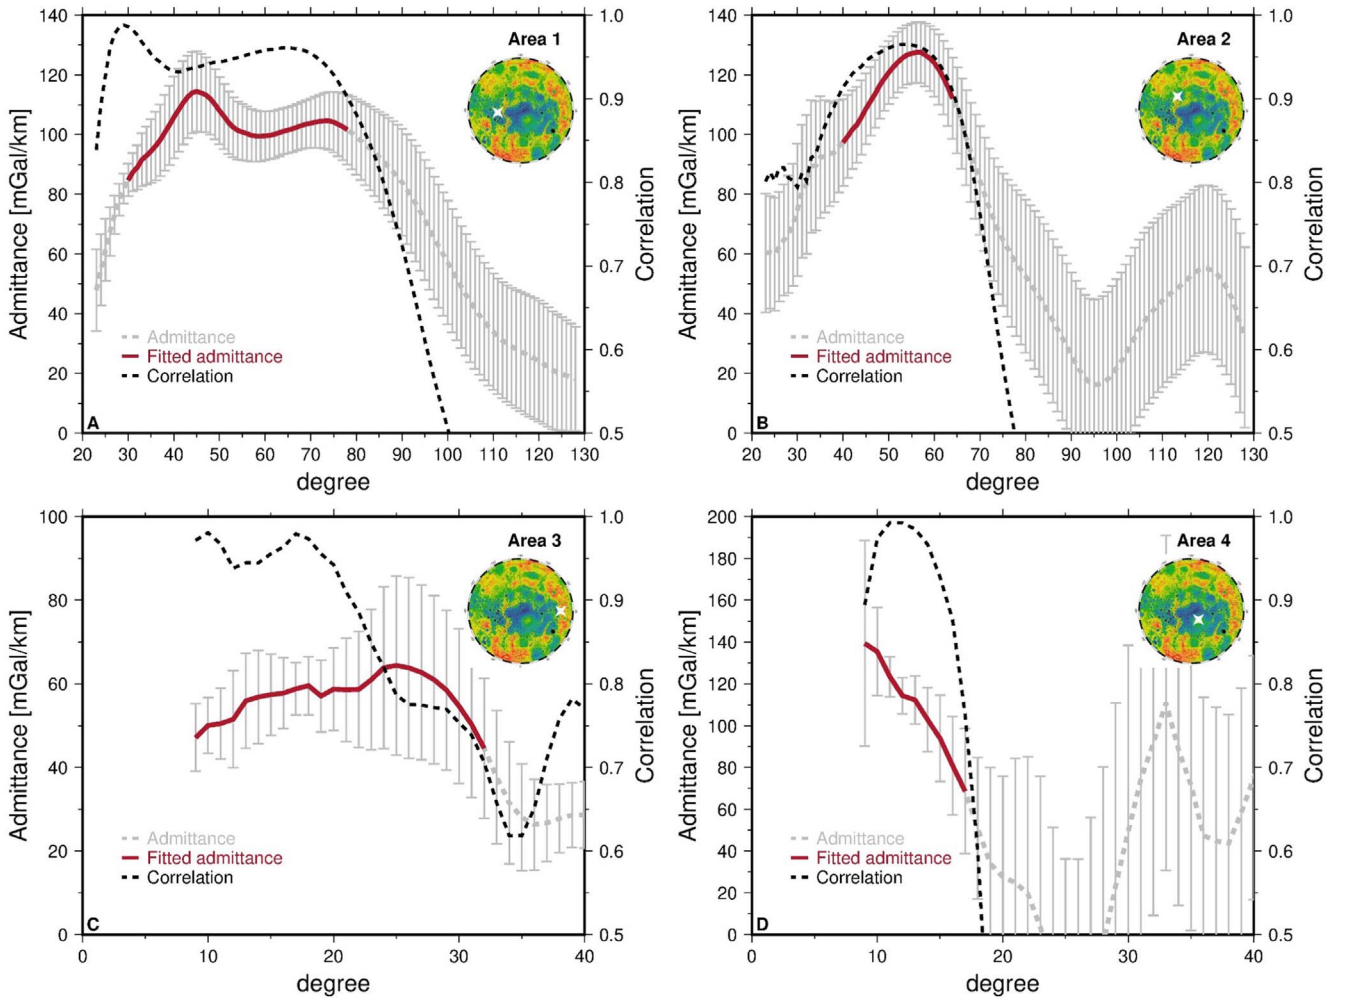 Area 1
Admittance [mGal/km]
140
120
100
80
60
40
20
0
1.0
0.9
0.8
0.7
0.6
0.5
Correlation
Admittance
Fitted admittance
Correlation
A
20 30 40 50 60 70 80 90 100 110 120 130
degree
Area 2
Admittance [mGal/km]
140
120
100
80
60
40
20
0
1.0
0.9
0.8
0.7
0.6
0.5
Correlation
Admittance
Fitted admittance
Correlation
B
20 30 40 50 60 70 80 90 100 110 120 130
degree
Area 3
Admittance [mGal/km]
100
80
60
40
20
0
1.0
0.9
0.8
0.7
0.6
0.5
Correlation
Admittance
Fitted admittance
Correlation
C
0 10 20 30 40
degree
Area 4
Admittance [mGal/km]
200
180
160
140
120
100
80
60
40
20
0
1.0
0.9
0.8
0.7
0.6
0.5
Correlation
Admittance
Fitted admittance
Correlation
D
0 10 20 30 40
degree